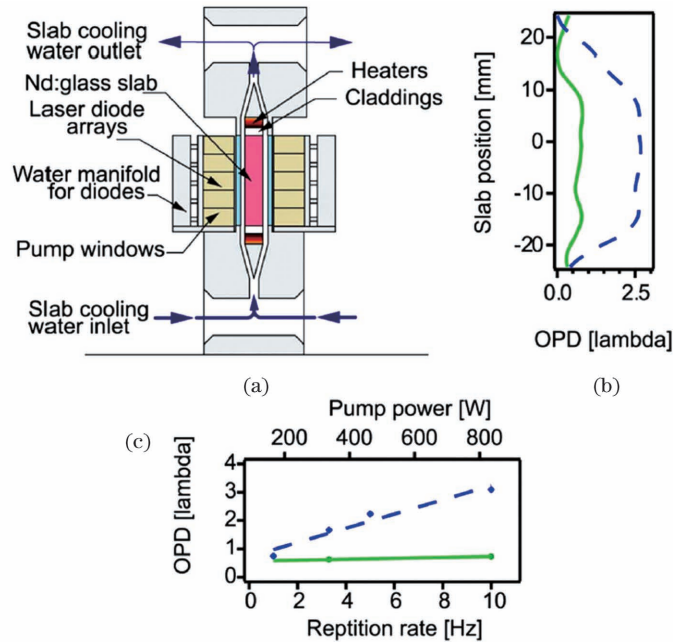 Slab cooling
water outlet
Nd:glass slab
Laser diode
arrays
Water manifold
for diodes
Pump windows
Slab cooling
water inlet
Heaters
Claddings
(a)
Slab position [mm]
20
10
0
-10
-20
0.0
2.5
OPD [lambda]
(b)
(c)
Pump power [W]
200
400
600
800
OPD [lambda]
4
3
2
1
0
0
2
4
6
8
10
Reptition rate [Hz]